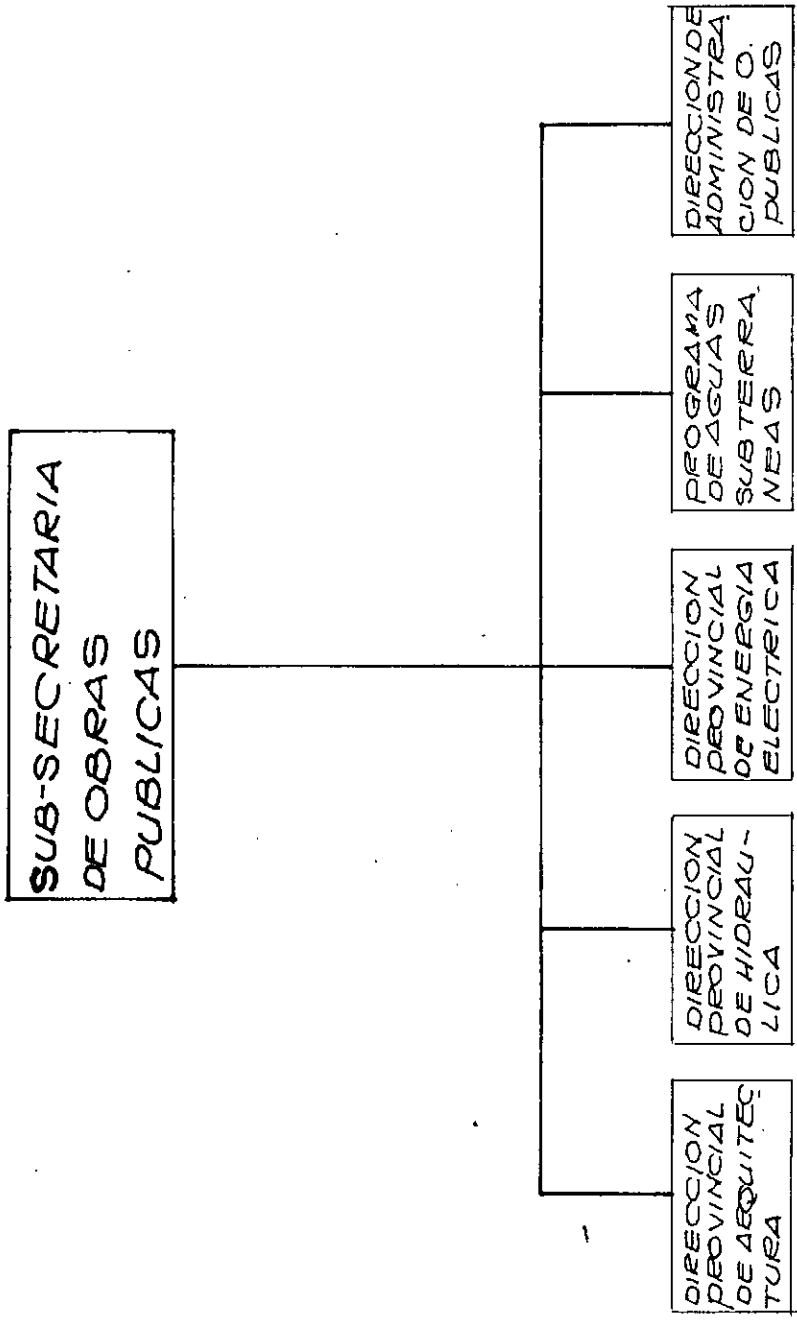 SUB-SECRETARIA
DE OBRAS
PUBLICAS
DIRECCION
PROVINCIAL
DE ARQUITEC-
TURA
DIRECCION
PROVINCIAL
DE HIDRAU-
LICA
DIRECCION
PROVINCIAL
DE ENERGIA
ELECTRICA
PROGRAMA
DE AGUAS
SUBTERRA-
NEAS
DIRECCION DE
ADMINISTRA-
CION DE O.
PUBLICAS